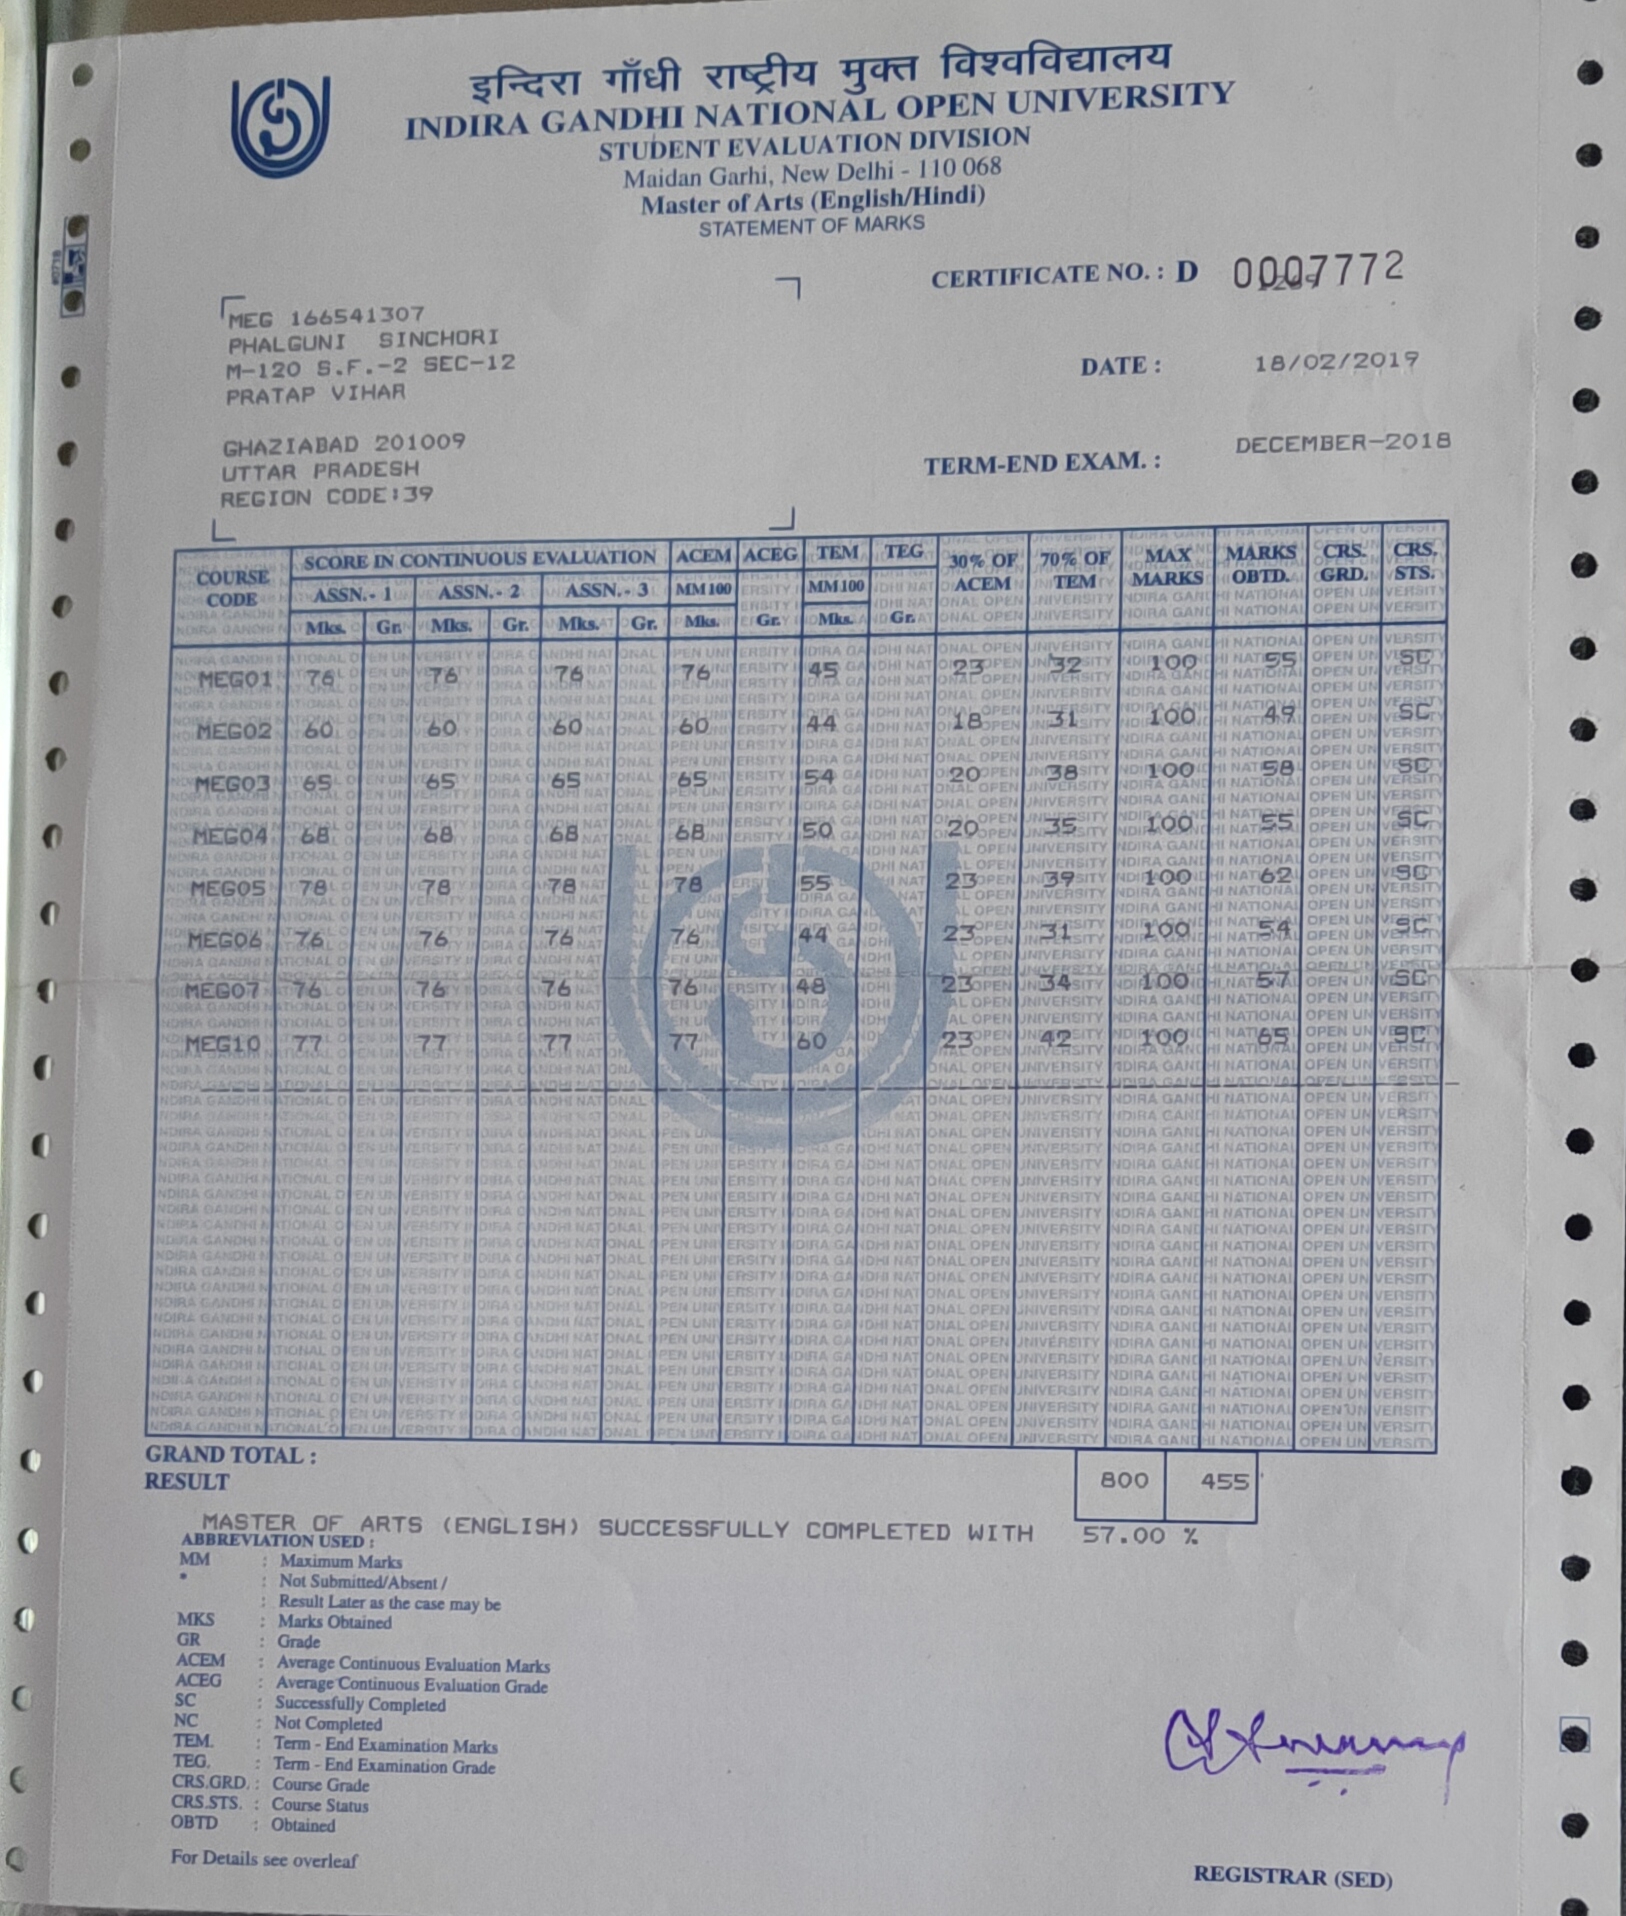 इन्दिरा गाँधी राष्ट्रीय मुक्त विश्वविद्यालय
INDIRA GANDHI NATIONAL OPEN UNIVERSITY
STUDENT EVALUATION DIVISION
Maidan Garhi, New Delhi - 110 068
Master of Arts (English/Hindi)
STATEMENT OF MARKS
CERTIFICATE NO. : D 0007772
MEG 166541307
PHALGUNI SINCHORI
M-120 S.F.-2 SEC-12
PRATAP VIHAR
DATE : 18/02/2019
GHAZIABAD 201009
UTTAR PRADESH
REGION CODE:39
TERM-END EXAM. : DECEMBER-2018
COURSE CODE SCORE IN CONTINUOUS EVALUATION ACEM ACEG TEM TEG 30% OF ACEM 70% OF TEM MAX MARKS MARKS OBTD. CRS. GRD. CRS. STS.
ASSN. - 1 ASSN. - 2 ASSN. - 3 MM 100 MM 100
Mks. Gr. Mks. Gr. Mks. Gr. Mks. Gr. Mks. Gr.
MEG01 76 76 76 76 45 23 32 100 55 SC
MEG02 60 60 60 60 44 18 31 100 49 SC
MEG03 65 65 65 65 54 20 38 100 58 SC
MEG04 68 68 68 68 50 20 35 100 55 SC
MEG05 78 78 78 78 55 23 39 100 62 SC
MEG06 76 76 76 76 44 23 31 100 54 SC
MEG07 76 76 76 76 48 23 34 100 57 SC
MEG10 77 77 77 77 60 23 42 100 65 SC
GRAND TOTAL : 800 455
RESULT
MASTER OF ARTS (ENGLISH) SUCCESSFULLY COMPLETED WITH 57.00 %
ABBREVIATION USED :
MM : Maximum Marks
* : Not Submitted/Absent /
: Result Later as the case may be
MKS : Marks Obtained
GR : Grade
ACEM : Average Continuous Evaluation Marks
ACEG : Average Continuous Evaluation Grade
SC : Successfully Completed
NC : Not Completed
TEM. : Term - End Examination Marks
TEG. : Term - End Examination Grade
CRS.GRD. : Course Grade
CRS.STS. : Course Status
OBTD : Obtained
For Details see overleaf
REGISTRAR (SED)